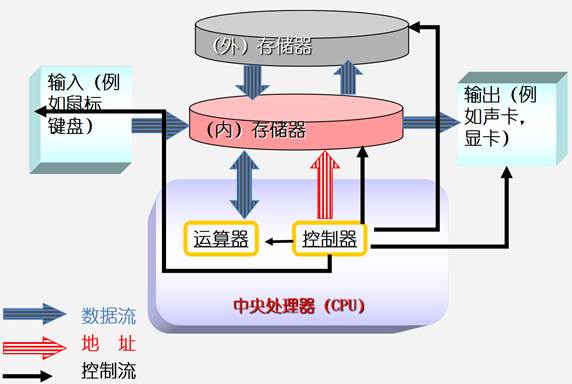 （外）存储器
输入（例
如鼠标
键盘）
输出（例
如声卡，
显卡）
（内）存储器
运算器
控制器
中央处理器（CPU）
数据流
地 址
控制流